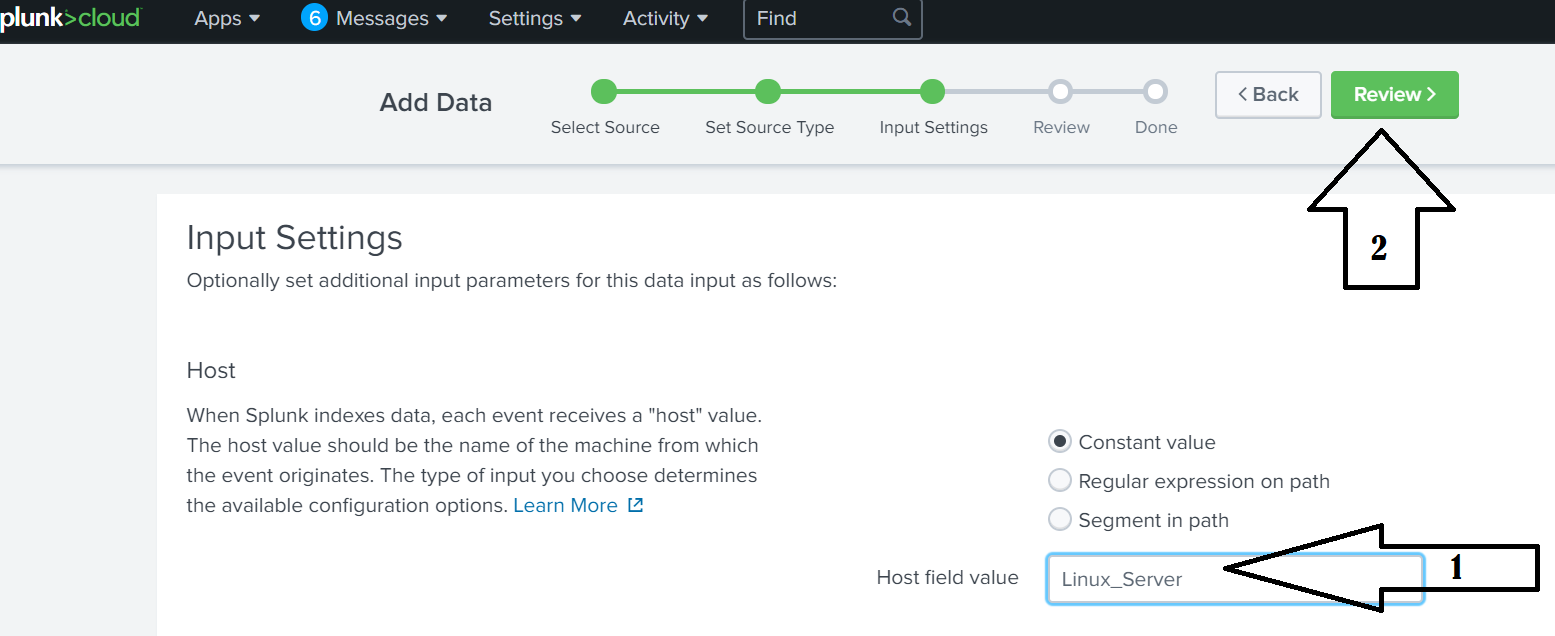 plunk>cloud Apps 6 Messages Settings Activity Find
Add Data
Select Source Set Source Type Input Settings Review Done
< Back Review >
2
Input Settings
Optionally set additional input parameters for this data input as follows:
Host
When Splunk indexes data, each event receives a "host" value.
The host value should be the name of the machine from which
the event originates. The type of input you choose determines
the available configuration options. Learn More
Constant value
Regular expression on path
Segment in path
Host field value Linux_Server 1